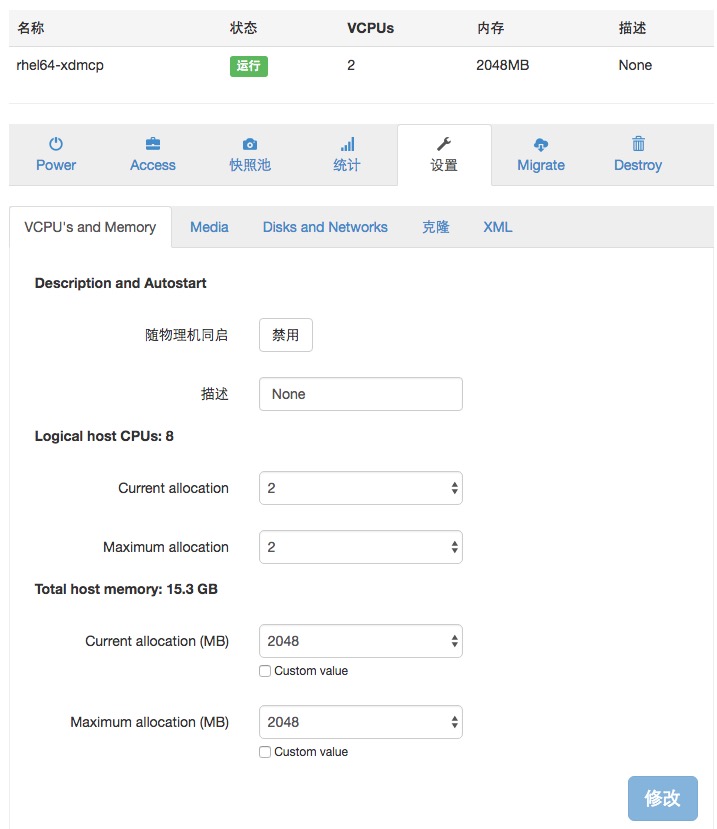 名称 状态 VCPUs 内存 描述
rhel64-xdmcp 运行 2 2048MB None
Power Access 快照池 统计 设置 Migrate Destroy
VCPU's and Memory Media Disks and Networks 克隆 XML
Description and Autostart
随物理机同启 禁用
描述 None
Logical host CPUs: 8
Current allocation 2
Maximum allocation 2
Total host memory: 15.3 GB
Current allocation (MB) 2048
Custom value
Maximum allocation (MB) 2048
Custom value
修改